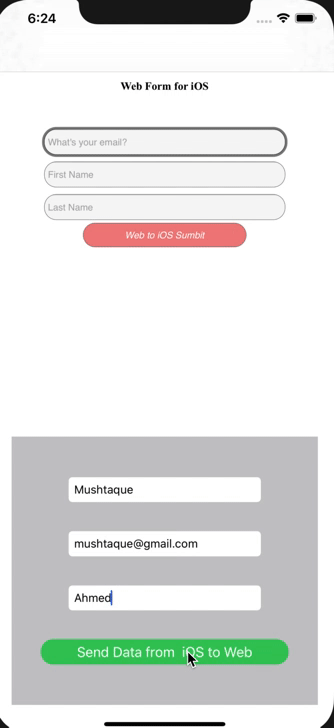 6:24
Web Form for iOS
What's your email?
First Name
Last Name
Web to iOS Sumbit
Mushtaque
mushtaque@gmail.com
Ahmed
Send Data from iOS to Web